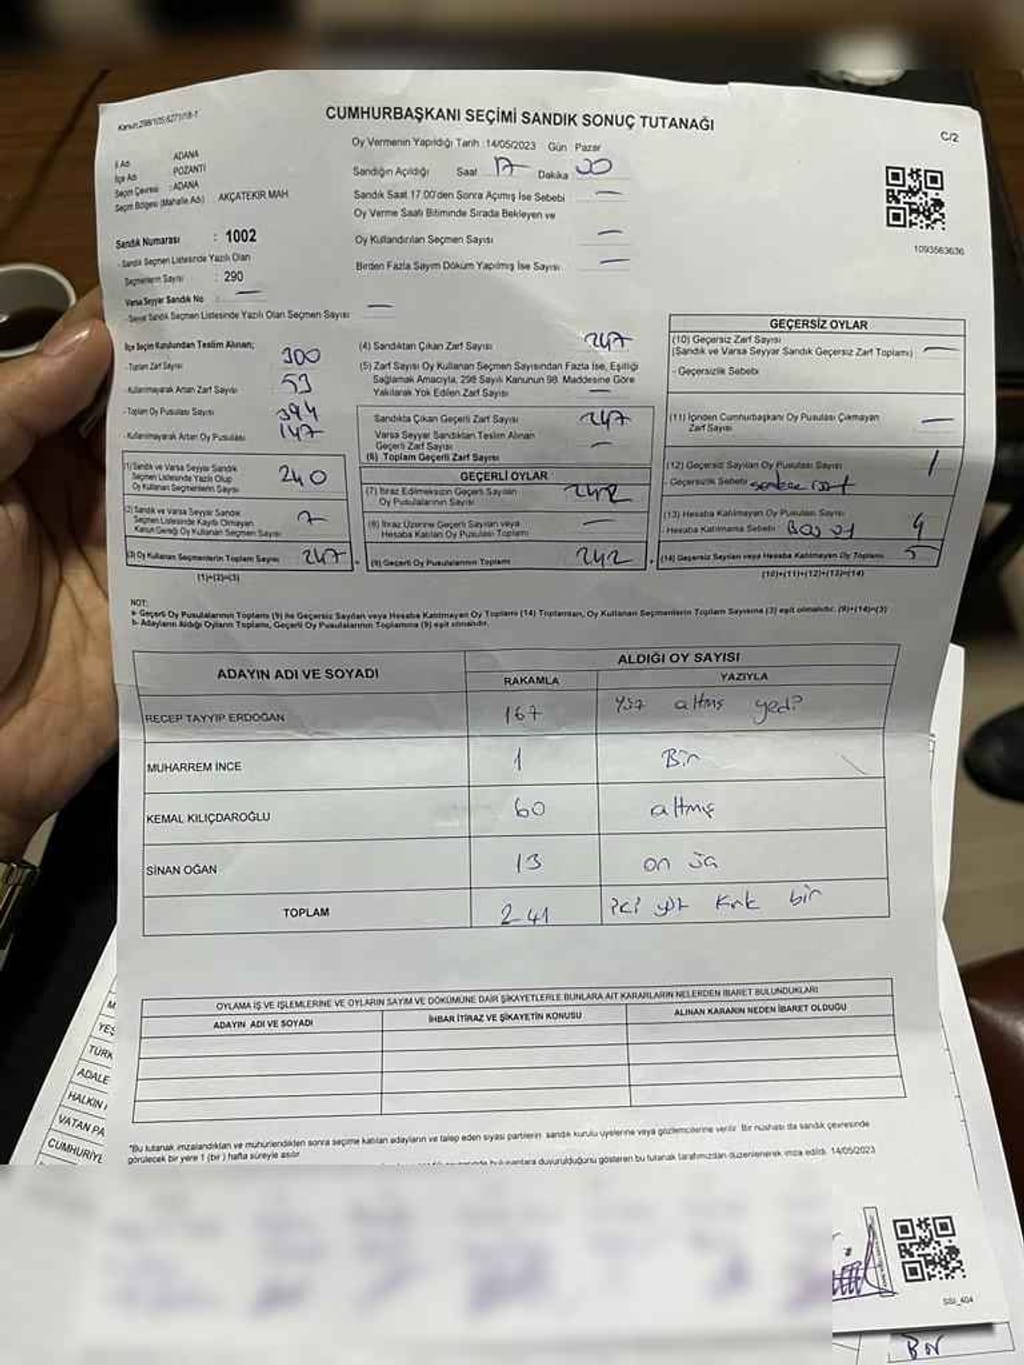 Kanun:298/105;6271/18-1
CUMHURBAŞKANI SEÇİMİ SANDIK SONUÇ TUTANAĞI
C/2
Oy Vermenin Yapıldığı Tarih :14/05/2023 Gün Pazar
İl Adı ADANA
İlçe Adı POZANTI
Seçim Çevresi :ADANA
Seçim Bölgesi (Mahalle Adı) AKÇATEKİR MAH
Sandığın Açıldığı Saat 17 Dakika 00
Sandık Saat 17.00'den Sonra Açılmış İse Sebebi —
Oy Verme Saati Bitiminde Sırada Bekleyen ve
Oy Kullandırılan Seçmen Sayısı —
Birden Fazla Sayım Döküm Yapılmış İse Sayısı —
1093563636
Sandık Numarası : 1002
-Sandık Seçmen Listesinde Yazılı Olan
Seçmenlerin Sayısı : 290
Varsa Seyyar Sandık No —
-Seyyar Sandık Seçmen Listesinde Yazılı Olan Seçmen Sayısı —
İlçe Seçim Kurulundan Teslim Alınan;
-Toplam Zarf Sayısı 300
-Kullanılmayarak Artan Zarf Sayısı 53
-Toplam Oy Pusulası Sayısı 394
-Kullanılmayarak Artan Oy Pusulası 147
(1) Sandık ve Varsa Seyyar Sandık
Seçmen Listesinde Yazılı Olup
Oy Kullanan Seçmenlerin Sayısı 240
(2) Sandık ve Varsa Seyyar Sandık
Seçmen Listesinde Kayıtlı Olmayan
Kanun Gereği Oy Kullanan Seçmen Sayısı 7
(3) Oy Kullanan Seçmenlerin Toplam Sayısı 247
(1)+(2)=(3)
(4) Sandıktan Çıkan Zarf Sayısı 247
(5) Zarf Sayısı Oy Kullanan Seçmen Sayısından Fazla İse, Eşitliği
Sağlamak Amacıyla, 298 Sayılı Kanunun 98. Maddesine Göre
Yakılarak Yok Edilen Zarf Sayısı —
Sandıkta Çıkan Geçerli Zarf Sayısı 247
Varsa Seyyar Sandıktan Teslim Alınan
Geçerli Zarf Sayısı —
(6) Toplam Geçerli Zarf Sayısı
GEÇERLİ OYLAR
(7) İtiraz Edilmeksizin Geçerli Sayılan
Oy Pusulalarının Sayısı 242
(8) İtiraz Üzerine Geçerli Sayılan veya
Hesaba Katılan Oy Pusulası Toplamı —
(9) Geçerli Oy Pusulalarının Toplamı 242
GEÇERSİZ OYLAR
(10) Geçersiz Zarf Sayısı
(Sandık ve Varsa Seyyar Sandık Geçersiz Zarf Toplamı) —
- Geçersizlik Sebebi
(11) İçinden Cumhurbaşkanı Oy Pusulası Çıkmayan
Zarf Sayısı —
(12) Geçersiz Sayılan Oy Pusulası Sayısı 1
- Geçersizlik Sebebi
(13) Hesaba Katılmayan Oy Pusulası Sayısı 4
- Hesaba Katılmama Sebebi Boş oy
(14) Geçersiz Sayılan veya Hesaba Katılmayan Oy Toplamı 5
(10)+(11)+(12)+(13)=(14)
NOT:
a- Geçerli Oy Pusulalarının Toplamı (9) ile Geçersiz Sayılan veya Hesaba Katılmayan Oy Toplamı (14) Toplamları, Oy Kullanan Seçmenlerin Toplam Sayısına (3) eşit olmalıdır. (9)+(14)=(3)
b- Adayların Aldığı Oyların Toplamı, Geçerli Oy Pusulalarının Toplamına (9) eşit olmalıdır.
ADAYIN ADI VE SOYADI
ALDIĞI OY SAYISI
RAKAMLA YAZIYLA
RECEP TAYYİP ERDOĞAN 167 yüz altmış yedi
MUHARREM İNCE 1 Bir
KEMAL KILIÇDAROĞLU 60 altmış
SİNAN OĞAN 13 on üç
TOPLAM 241 iki yüz kırk bir
OYLAMA İŞ VE İŞLEMLERİNE VE OYLARIN SAYIM VE DÖKÜMÜNE DAİR ŞİKAYETLERLE BUNLARA AİT KARARLARIN NELERDEN İBARET BULUNDUKLARI
ADAYIN ADI VE SOYADI İHBAR İTİRAZ VE ŞİKAYETİN KONUSU ALINAN KARARIN NEDEN İBARET OLDUĞU
"Bu tutanak imzalandıktan ve mühürlendikten sonra seçime katılan adayların ve talep eden siyasi partilerin sandık kurulu üyelerine veya gözlemcilerine verilir. Bir nüshası da sandık çevresinde
görülecek bir yere 1 (bir) hafta süreyle asılır.
bulunanlara duyurulduğunu gösteren bu tutanak tarafımızdan düzenlenerek imza edildi. 14/05/2023
YEŞ
TÜRK
ADALE
HALKIN
VATAN PA
CUMHURİYE
SSI_404
BN